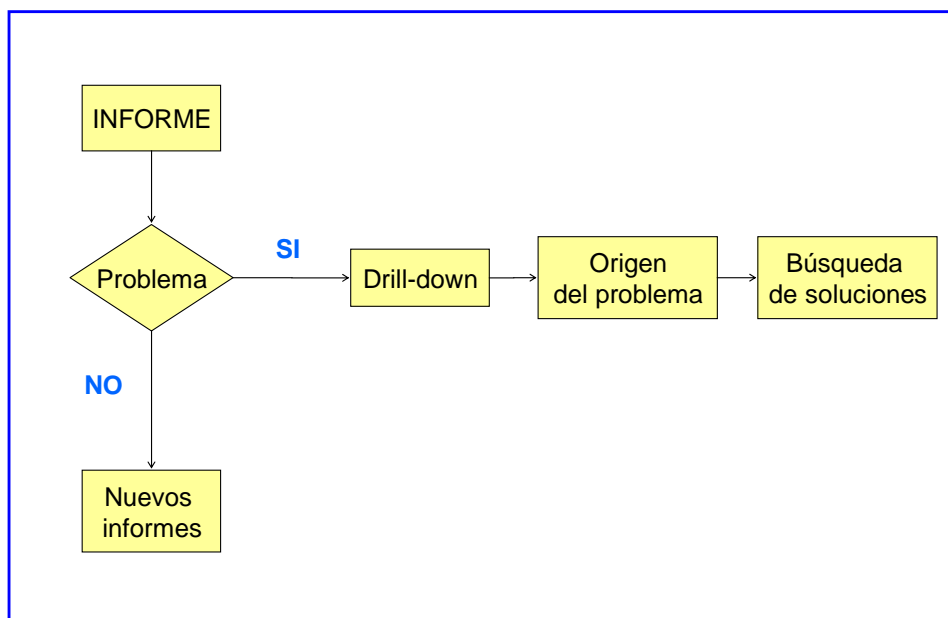 INFORME
Problema
SI
Drill-down
Origen
del problema
Búsqueda
de soluciones
NO
Nuevos
informes